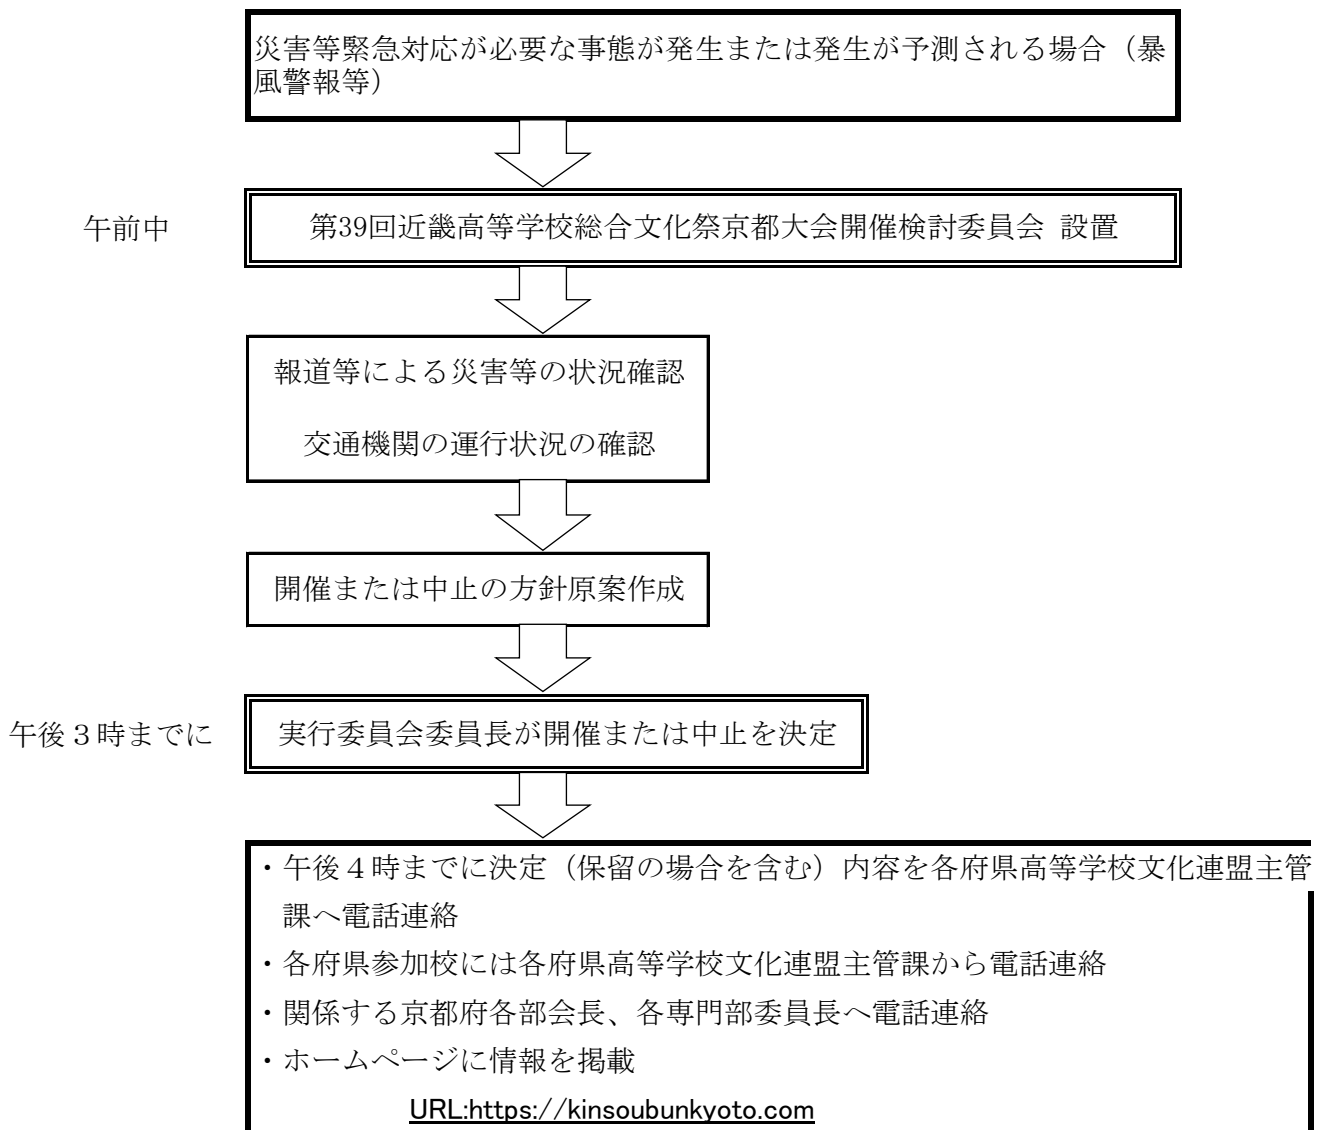 災害等緊急対応が必要な事態が発生または発生が予測される場合（暴
風警報等）
午前中
第39回近畿高等学校総合文化祭京都大会開催検討委員会 設置
報道等による災害等の状況確認
交通機関の運行状況の確認
開催または中止の方針原案作成
午後３時までに
実行委員会委員長が開催または中止を決定
・午後４時までに決定（保留の場合を含む）内容を各府県高等学校文化連盟主管
課へ電話連絡
・各府県参加校には各府県高等学校文化連盟主管課から電話連絡
・関係する京都府各部会長、各専門部委員長へ電話連絡
・ホームページに情報を掲載
URL:https://kinsoubunkyoto.com